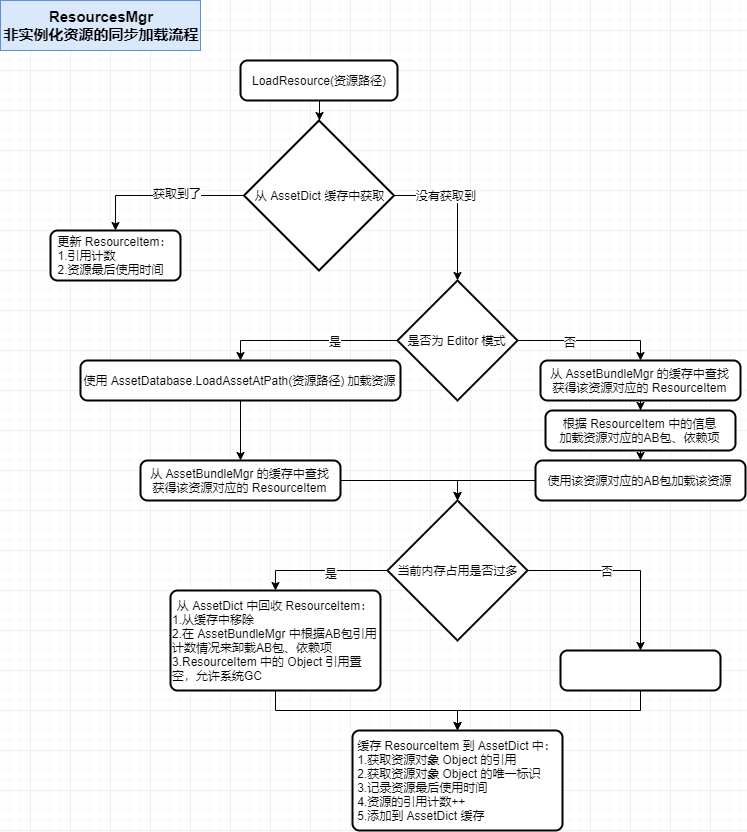 ResourcesMgr
非实例化资源的同步加载流程
LoadResource(资源路径)
从 AssetDict 缓存中获取
获取到了
没有获取到
更新 ResourceItem：
1.引用计数
2.资源最后使用时间
是否为 Editor 模式
是
否
使用 AssetDatabase.LoadAssetAtPath(资源路径) 加载资源
从 AssetBundleMgr 的缓存中查找
获得该资源对应的 ResourceItem
根据 ResourceItem 中的信息
加载资源对应的AB包、依赖项
从 AssetBundleMgr 的缓存中查找
获得该资源对应的 ResourceItem
使用该资源对应的AB包加载该资源
当前内存占用是否过多
是
否
从 AssetDict 中回收 ResourceItem：
1.从缓存中移除
2.在 AssetBundleMgr 中根据AB包引用
计数情况来卸载AB包、依赖项
3.ResourceItem 中的 Object 引用置
空，允许系统GC
缓存 ResourceItem 到 AssetDict 中：
1.获取资源对象 Object 的引用
2.获取资源对象 Object 的唯一标识
3.记录资源最后使用时间
4.资源的引用计数++
5.添加到 AssetDict 缓存